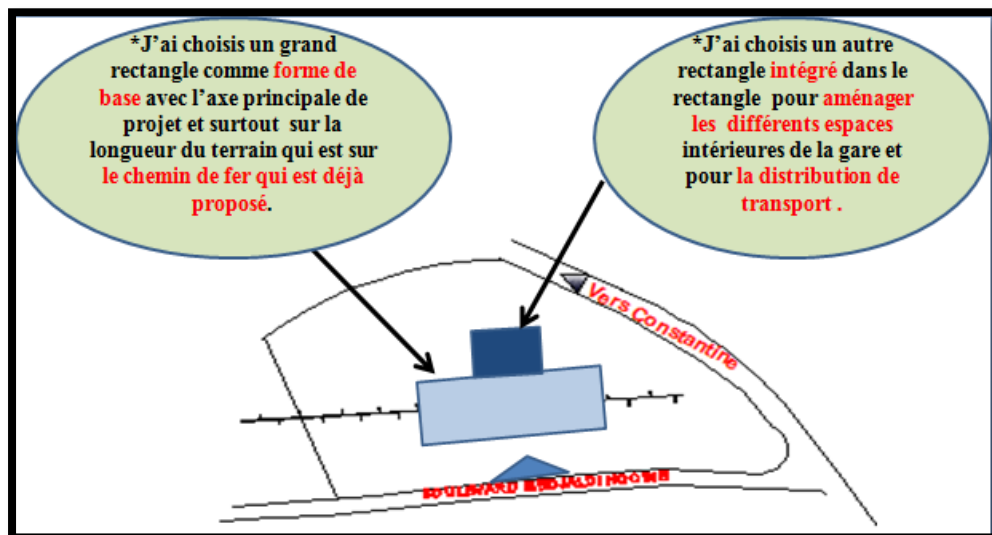 *J’ai choisis un grand
rectangle comme forme de
base avec l’axe principale de
projet et surtout sur la
longueur du terrain qui est sur
le chemin de fer qui est déjà
proposé.
*J’ai choisis un autre
rectangle intégré dans le
rectangle pour aménager
les différents espaces
intérieures de la gare et
pour la distribution de
transport .
Vers Constantine